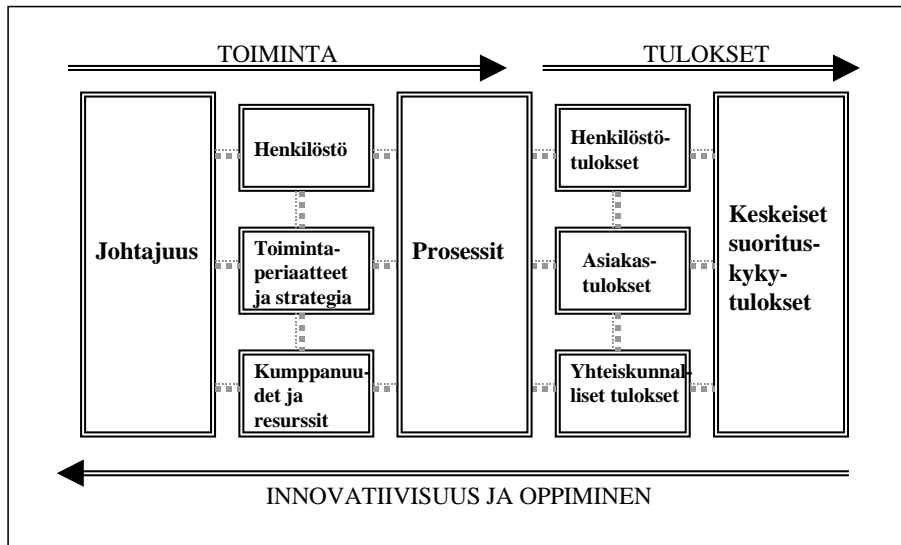 TOIMINTA
TULOKSET
Johtajuus
Henkilöstö
Toiminta-
periaatteet
ja strategia
Kumppanuu-
det ja
resurssit
Prosessit
Henkilöstö-
tulokset
Asiakas-
tulokset
Yhteiskunnal-
liset tulokset
Keskeiset
suoritus-
kyky-
tulokset
INNOVATIIVISUUS JA OPPIMINEN